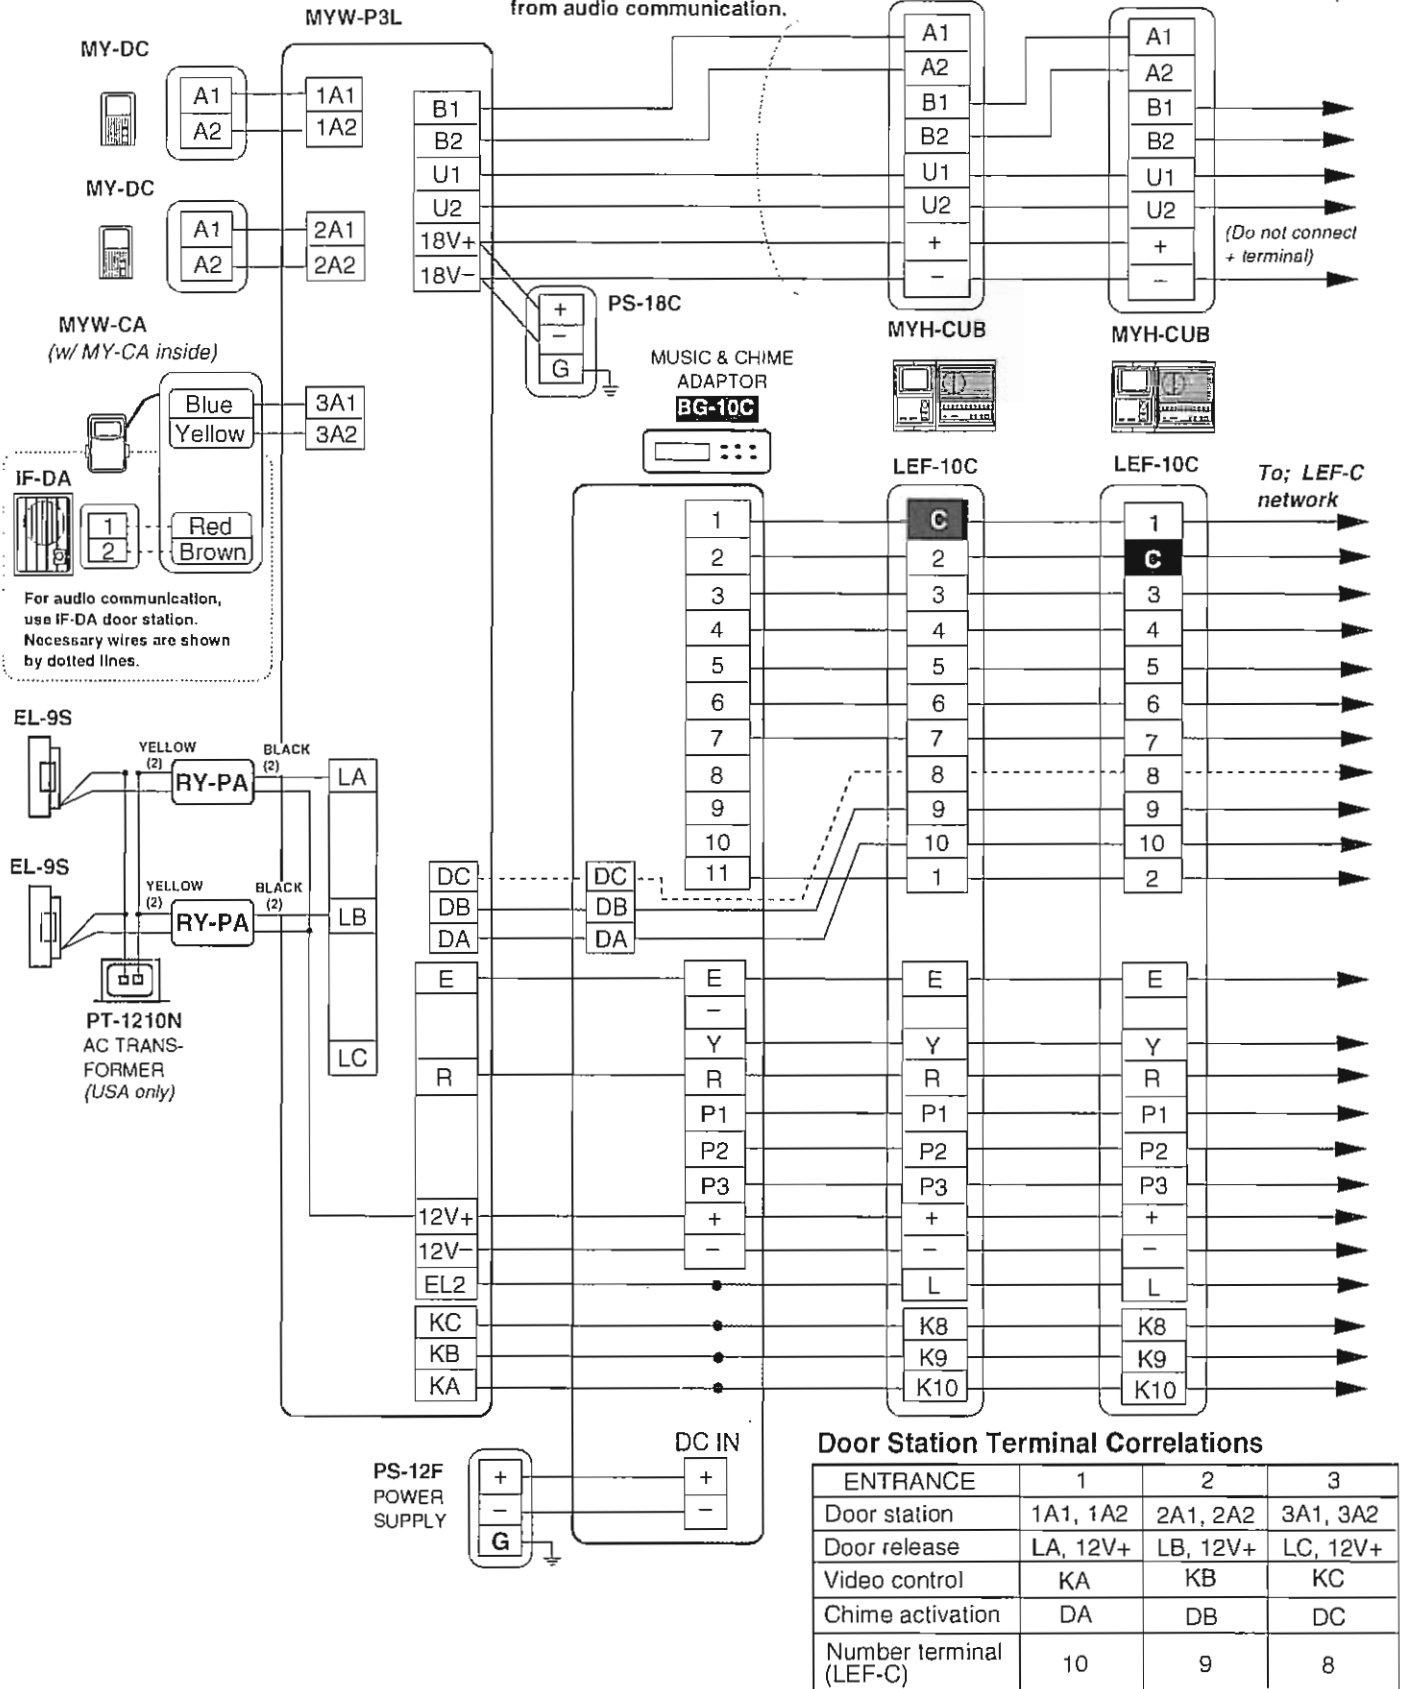 from audio communication.
MYW-P3L
MY-DC
A1
A2
1A1
1A2
MY-DC
A1
A2
2A1
2A2
MYW-CA
(w/ MY-CA inside)
Blue
Yellow
3A1
3A2
IF-DA
1
2
Red
Brown
For audio communication,
use IF-DA door station.
Necessary wires are shown
by dotted lines.
EL-9S
YELLOW
(2)
RY-PA
BLACK
(2)
LA
EL-9S
YELLOW
(2)
RY-PA
BLACK
(2)
LB
LC
PT-1210N
AC TRANS-
FORMER
(USA only)
B1
B2
U1
U2
18V+
18V−
+
−
G
PS-18C
DC
DB
DA
E
R
12V+
12V−
EL2
KC
KB
KA
MUSIC & CHIME
ADAPTOR
BG-10C
1
2
3
4
5
6
7
8
9
10
11
DC
DB
DA
E
−
Y
R
P1
P2
P3
+
−
DC IN
+
−
PS-12F
POWER
SUPPLY
+
−
G
A1
A2
B1
B2
U1
U2
+
−
MYH-CUB
A1
A2
B1
B2
U1
U2
+
−
MYH-CUB
(Do not connect
+ terminal)
LEF-10C
C
2
3
4
5
6
7
8
9
10
1
E
Y
R
P1
P2
P3
+
−
L
K8
K9
K10
LEF-10C
1
C
3
4
5
6
7
8
9
10
2
E
Y
R
P1
P2
P3
+
−
L
K8
K9
K10
To; LEF-C
network
Door Station Terminal Correlations
ENTRANCE 1 2 3
Door station 1A1, 1A2 2A1, 2A2 3A1, 3A2
Door release LA, 12V+ LB, 12V+ LC, 12V+
Video control KA KB KC
Chime activation DA DB DC
Number terminal
(LEF-C) 10 9 8